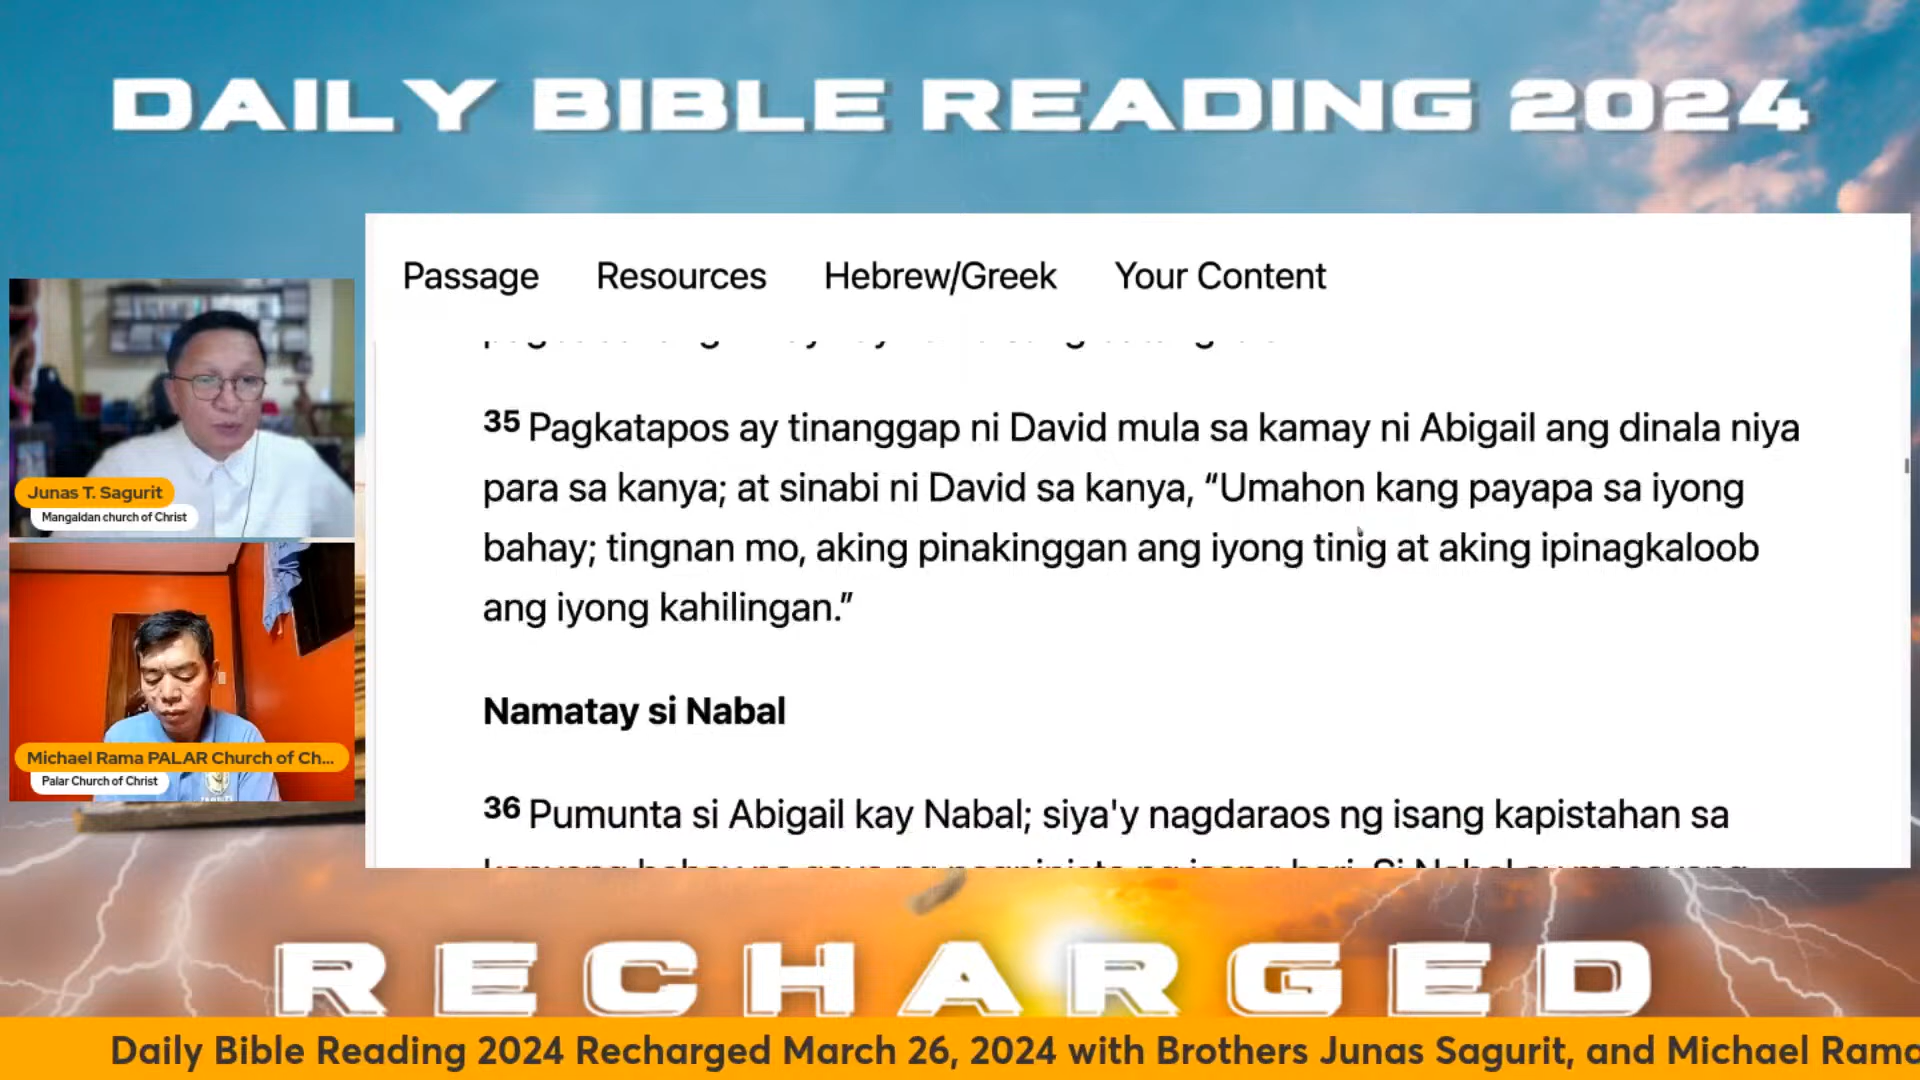 DAILY BIBLE READING 2024
Passage Resources Hebrew/Greek Your Content
35 Pagkatapos ay tinanggap ni David mula sa kamay ni Abigail ang dinala niya
para sa kanya; at sinabi ni David sa kanya, “Umahon kang payapa sa iyong
bahay; tingnan mo, aking pinakinggan ang iyong tinig at aking ipinagkaloob
ang iyong kahilingan.”
Namatay si Nabal
36 Pumunta si Abigail kay Nabal; siya'y nagdaraos ng isang kapistahan sa
Junas T. Sagurit
Mangaldan church of Christ
Michael Rama PALAR Church of Ch...
Palar Church of Christ
RECHARGED
Daily Bible Reading 2024 Recharged March 26, 2024 with Brothers Junas Sagurit, and Michael Rama